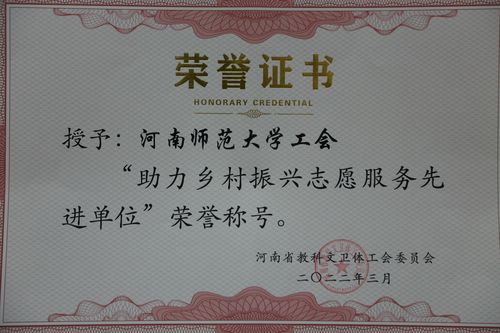 荣誉证书
HONORARY CREDENTIAL
授予：河南师范大学工会
“助力乡村振兴志愿服务先
进单位”荣誉称号。
河南省教科文卫体工会委员会
二〇二二年三月